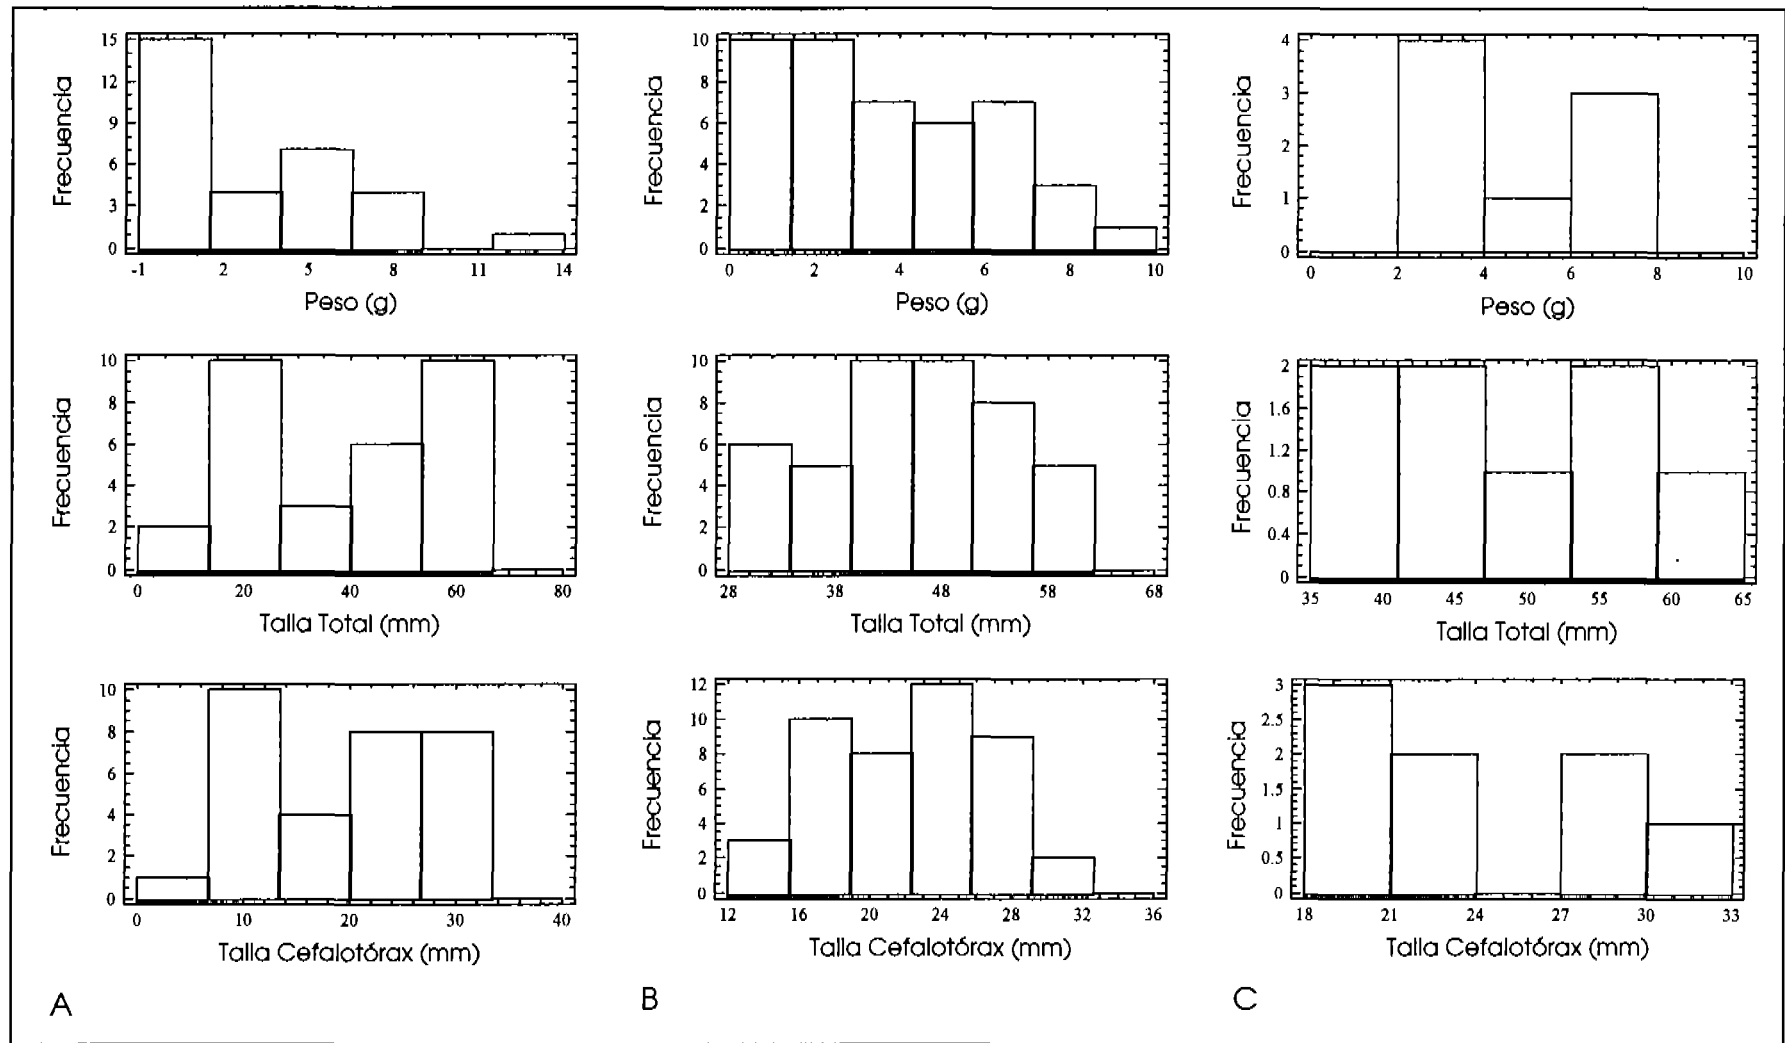 Frecuencia
15
12
9
6
3
0
-1 2 5 8 11 14
Peso (g)
Frecuencia
10
8
6
4
2
0
0 2 4 6 8 10
Peso (g)
Frecuencia
4
3
2
1
0
0 2 4 6 8 10
Peso (g)
Frecuencia
10
8
6
4
2
0
0 20 40 60 80
Talla Total (mm)
Frecuencia
10
8
6
4
2
0
28 38 48 58 68
Talla Total (mm)
Frecuencia
2
1.6
1.2
0.8
0.4
0
35 40 45 50 55 60 65
Talla Total (mm)
Frecuencia
10
8
6
4
2
0
0 10 20 30 40
Talla Cefalotórax (mm)
Frecuencia
12
10
8
6
4
2
0
12 16 20 24 28 32 36
Talla Cefalotórax (mm)
Frecuencia
3
2.5
2
1.5
1
0.5
0
18 21 24 27 30 33
Talla Cefalotórax (mm)
A B C